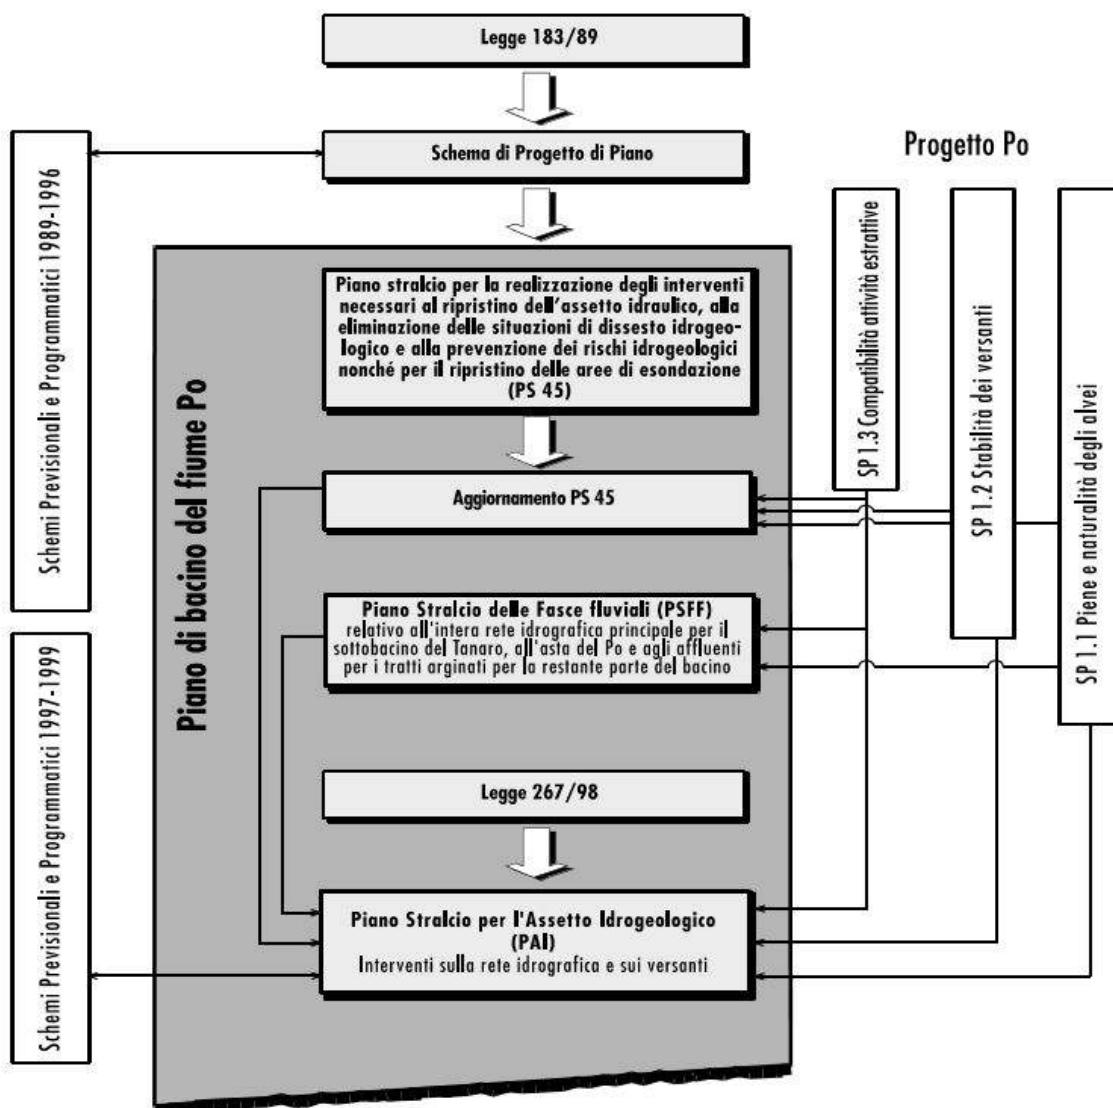 Legge 183/89
Schema di Progetto di Piano
Progetto Po
Schemi Previsionali e Programmatici 1989-1996
Piano di bacino del fiume Po
Piano stralcio per la realizzazione degli interventi
necessari al ripristino dell'assetto idraulico, alla
eliminazione delle situazioni di dissesto idrogeo-
logico e alla prevenzione dei rischi idrogeologici
nonché per il ripristino delle aree di esondazione
(PS 45)
SP 1.3 Compatibilità attività estrattive
SP 1.2 Stabilità dei versanti
SP 1.1 Piene e naturalità degli alvei
Aggiornamento PS 45
Piano Stralcio delle Fasce fluviali (PSFF)
relativo all'intera rete idrografica principale per il
sottobacino del Tanaro, all'asta del Po e agli affluenti
per i tratti arginati per la restante parte del bacino
Schemi Previsionali e Programmatici 1997-1999
Legge 267/98
Piano Stralcio per l'Assetto Idrogeologico
(PAI)
Interventi sulla rete idrografica e sui versanti